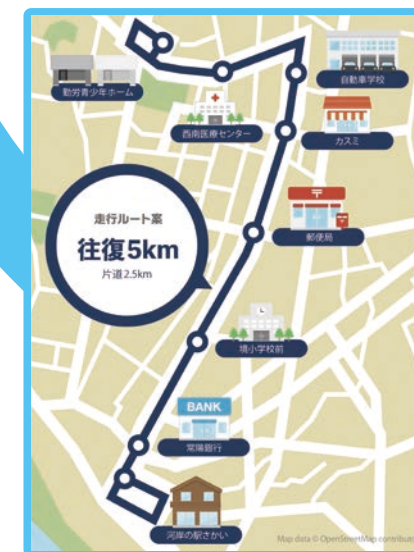 勤労青少年ホーム
自動車学校
西南医療センター
カスミ
走行ルート案
往復5km
片道2.5km
郵便局
境小学校前
BANK
常陽銀行
河岸の駅さかい
Map data © OpenStreetMap contribut